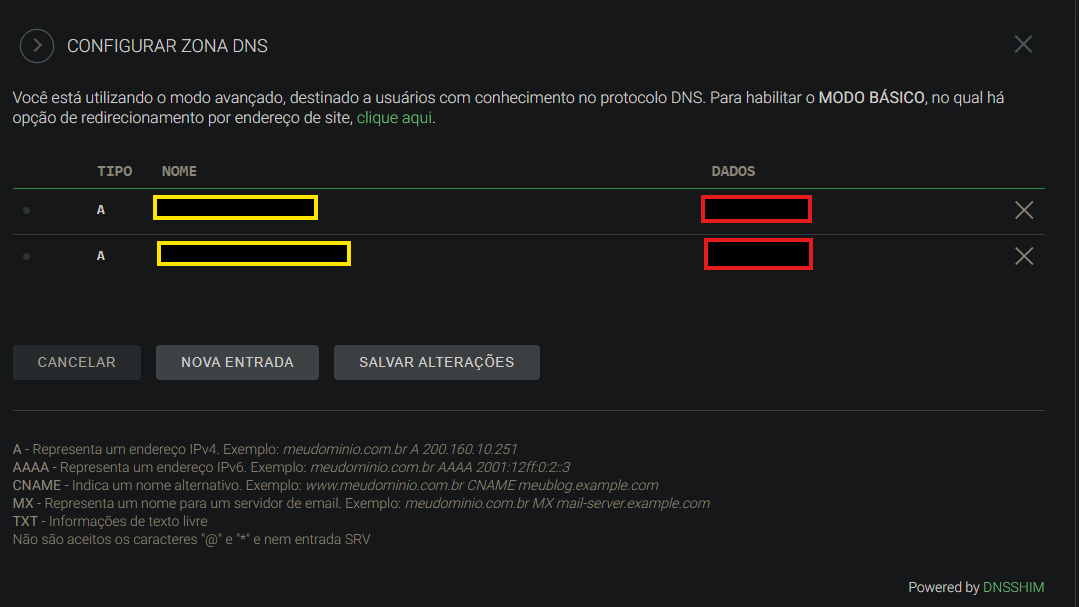 CONFIGURAR ZONA DNS
Você está utilizando o modo avançado, destinado a usuários com conhecimento no protocolo DNS. Para habilitar o MODO BÁSICO, no qual há
opção de redirecionamento por endereço de site, clique aqui.
TIPO NOME DADOS
A
A
CANCELAR NOVA ENTRADA SALVAR ALTERAÇÕES
A - Representa um endereço IPv4. Exemplo: meudominio.com.br A 200.160.10.251
AAAA - Representa um endereço IPv6. Exemplo: meudominio.com.br AAAA 2001:12ff:0:2::3
CNAME - Indica um nome alternativo. Exemplo: www.meudominio.com.br CNAME meublog.example.com
MX - Representa um nome para um servidor de email. Exemplo: meudominio.com.br MX mail-server.example.com
TXT - Informações de texto livre
Não são aceitos os caracteres "@" e "*" e nem entrada SRV
Powered by DNSSHIM